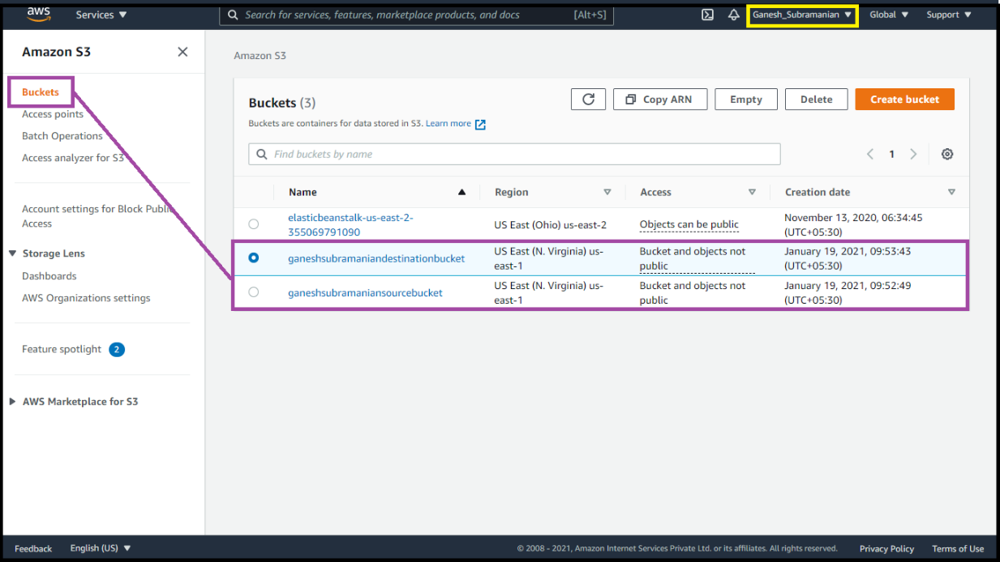 aws
Services ▼
Search for services, features, marketplace products, and docs [Alt+S]
Ganesh_Subramanian ▼
Global ▼
Support ▼
Amazon S3
Buckets
Access points
Batch Operations
Access analyzer for S3
Account settings for Block Public
Access
▼ Storage Lens
Dashboards
AWS Organizations settings
Feature spotlight 2
▶ AWS Marketplace for S3
Amazon S3
Buckets (3)
Copy ARN
Empty
Delete
Create bucket
Buckets are containers for data stored in S3. Learn more
Find buckets by name
1
Name ▲ Region Access Creation date
elasticbeanstalk-us-east-2-
355069791090
US East (Ohio) us-east-2
Objects can be public
November 13, 2020, 06:34:45
(UTC+05:30)
ganeshsubramaniandestinationbucket
US East (N. Virginia) us-
east-1
Bucket and objects not
public
January 19, 2021, 09:53:43
(UTC+05:30)
ganeshsubramaniansourcebucket
US East (N. Virginia) us-
east-1
Bucket and objects not
public
January 19, 2021, 09:52:49
(UTC+05:30)
Feedback
English (US) ▼
© 2008 - 2021, Amazon Internet Services Private Ltd. or its affiliates. All rights reserved.
Privacy Policy
Terms of Use